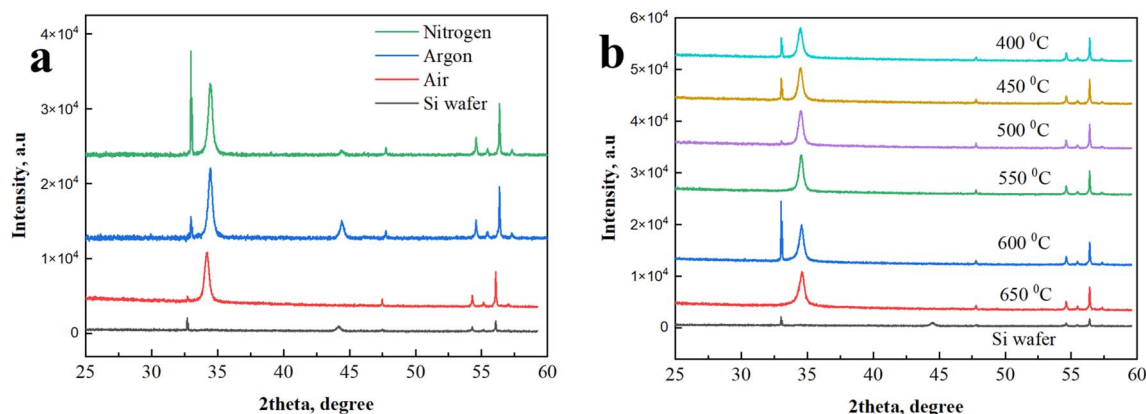 a
Nitrogen
Argon
Air
Si wafer
4×10⁴
3×10⁴
2×10⁴
1×10⁴
0
Intensity, a.u
25 30 35 40 45 50 55 60
2theta, degree
b
400 ⁰C
450 ⁰C
500 ⁰C
550 ⁰C
600 ⁰C
650 ⁰C
Si wafer
6×10⁴
5×10⁴
4×10⁴
3×10⁴
2×10⁴
1×10⁴
0
Intensity, a.u
25 30 35 40 45 50 55 60
2theta, degree